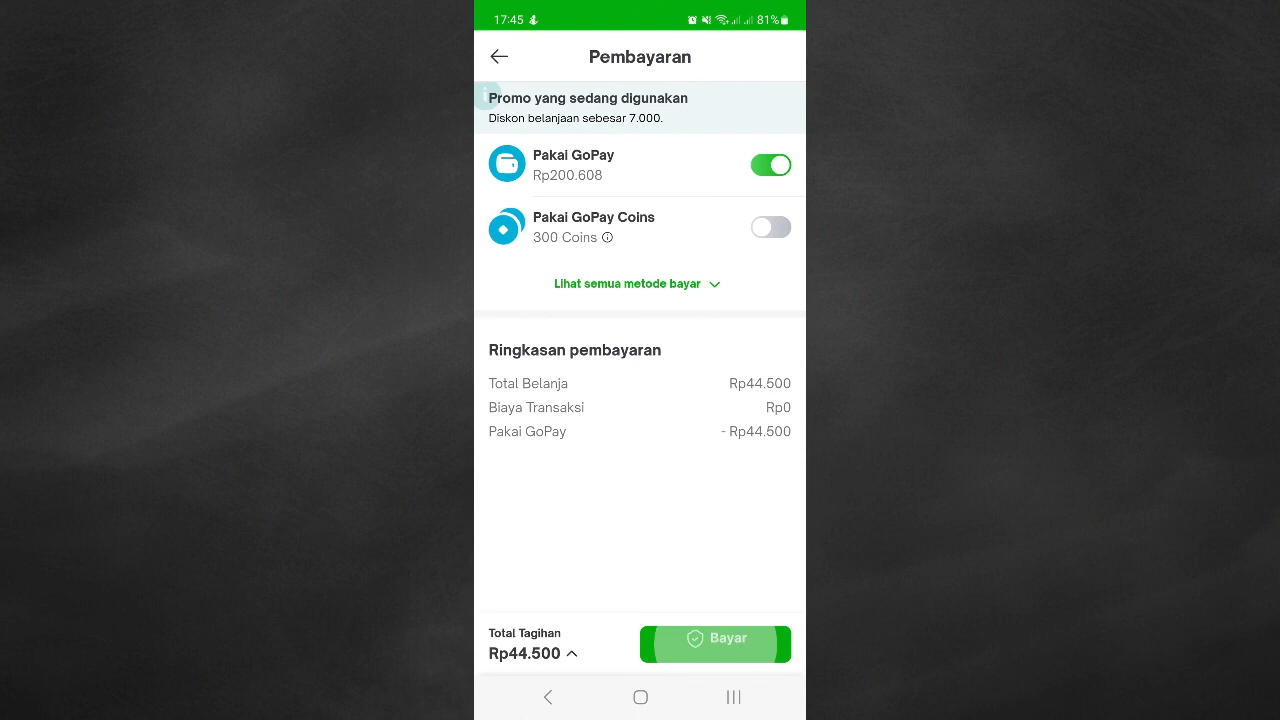 17:45 81%
Pembayaran
Promo yang sedang digunakan
Diskon belanjaan sebesar 7.000.
Pakai GoPay
Rp200.608
Pakai GoPay Coins
300 Coins
Lihat semua metode bayar
Ringkasan pembayaran
Total Belanja Rp44.500
Biaya Transaksi Rp0
Pakai GoPay - Rp44.500
Total Tagihan
Rp44.500
Bayar